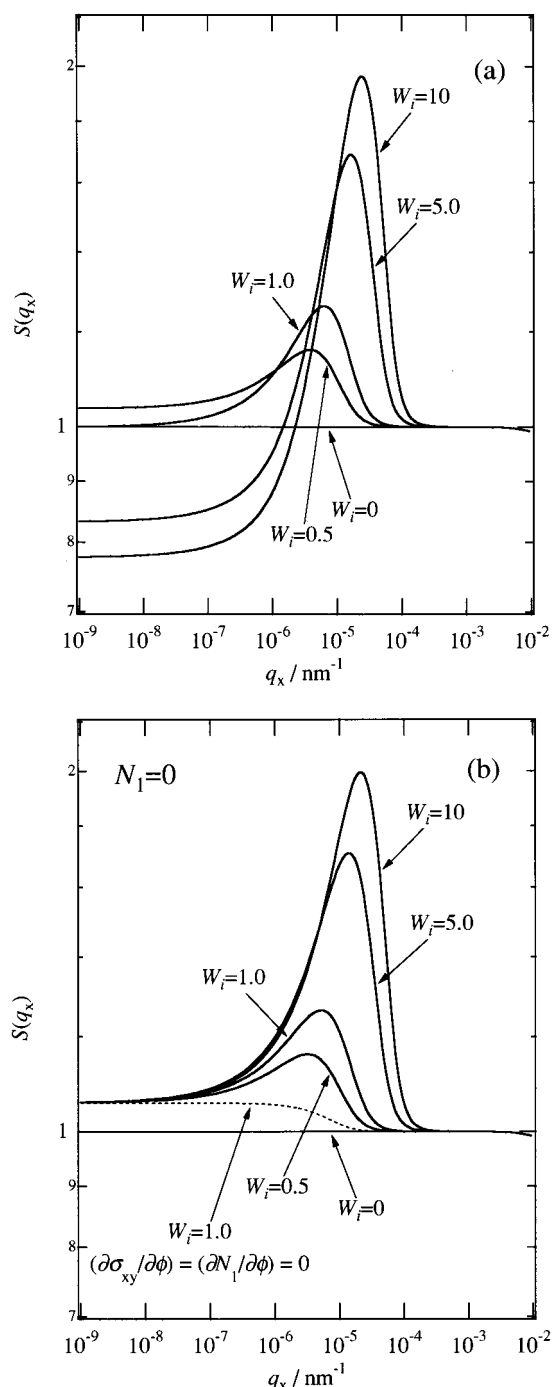 (a)
2
W_i=10
W_i=5.0
W_i=1.0
S(q_x)
1
9
W_i=0
W_i=0.5
8
7
10^-9 10^-8 10^-7 10^-6 10^-5 10^-4 10^-3 10^-2
q_x / nm^-1
N_1=0 (b)
2
W_i=10
W_i=5.0
W_i=1.0
S(q_x)
1
9
W_i=0.5
W_i=0
W_i=1.0
8
(∂σ_xy/∂ϕ) = (∂N_1/∂ϕ) = 0
7
10^-9 10^-8 10^-7 10^-6 10^-5 10^-4 10^-3 10^-2
q_x / nm^-1